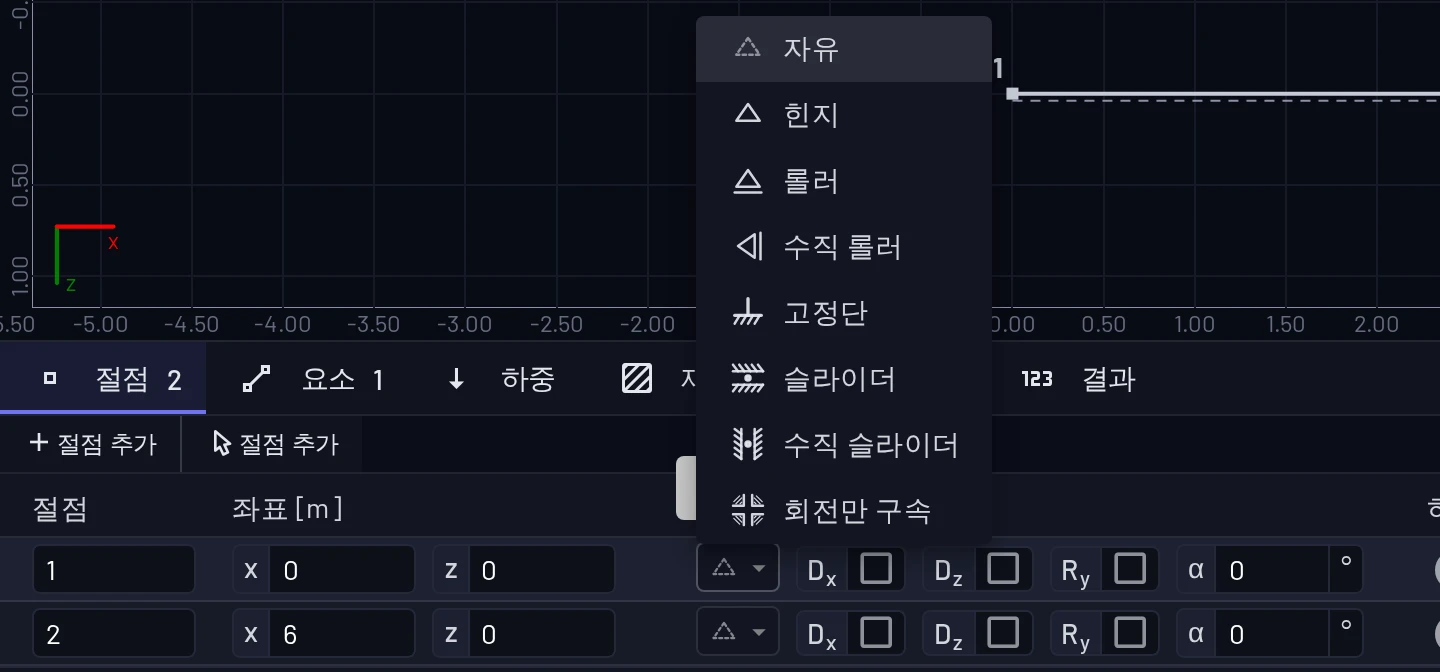 -0.
0.00
0.50
1.00
x
z
1
자유
힌지
롤러
수직 롤러
고정단
슬라이더
수직 슬라이더
회전만 구속
5.50 -5.00 -4.50 -4.00 -3.50 -3.00 -2.50 -2.00 0.00 0.50 1.00 1.50 2.00
절점 2 요소 1 하중 123 결과
+ 절점 추가 절점 추가
절점 좌표 [m]
1 x 0 z 0 Dx Dz Ry α 0 °
2 x 6 z 0 Dx Dz Ry α 0 °